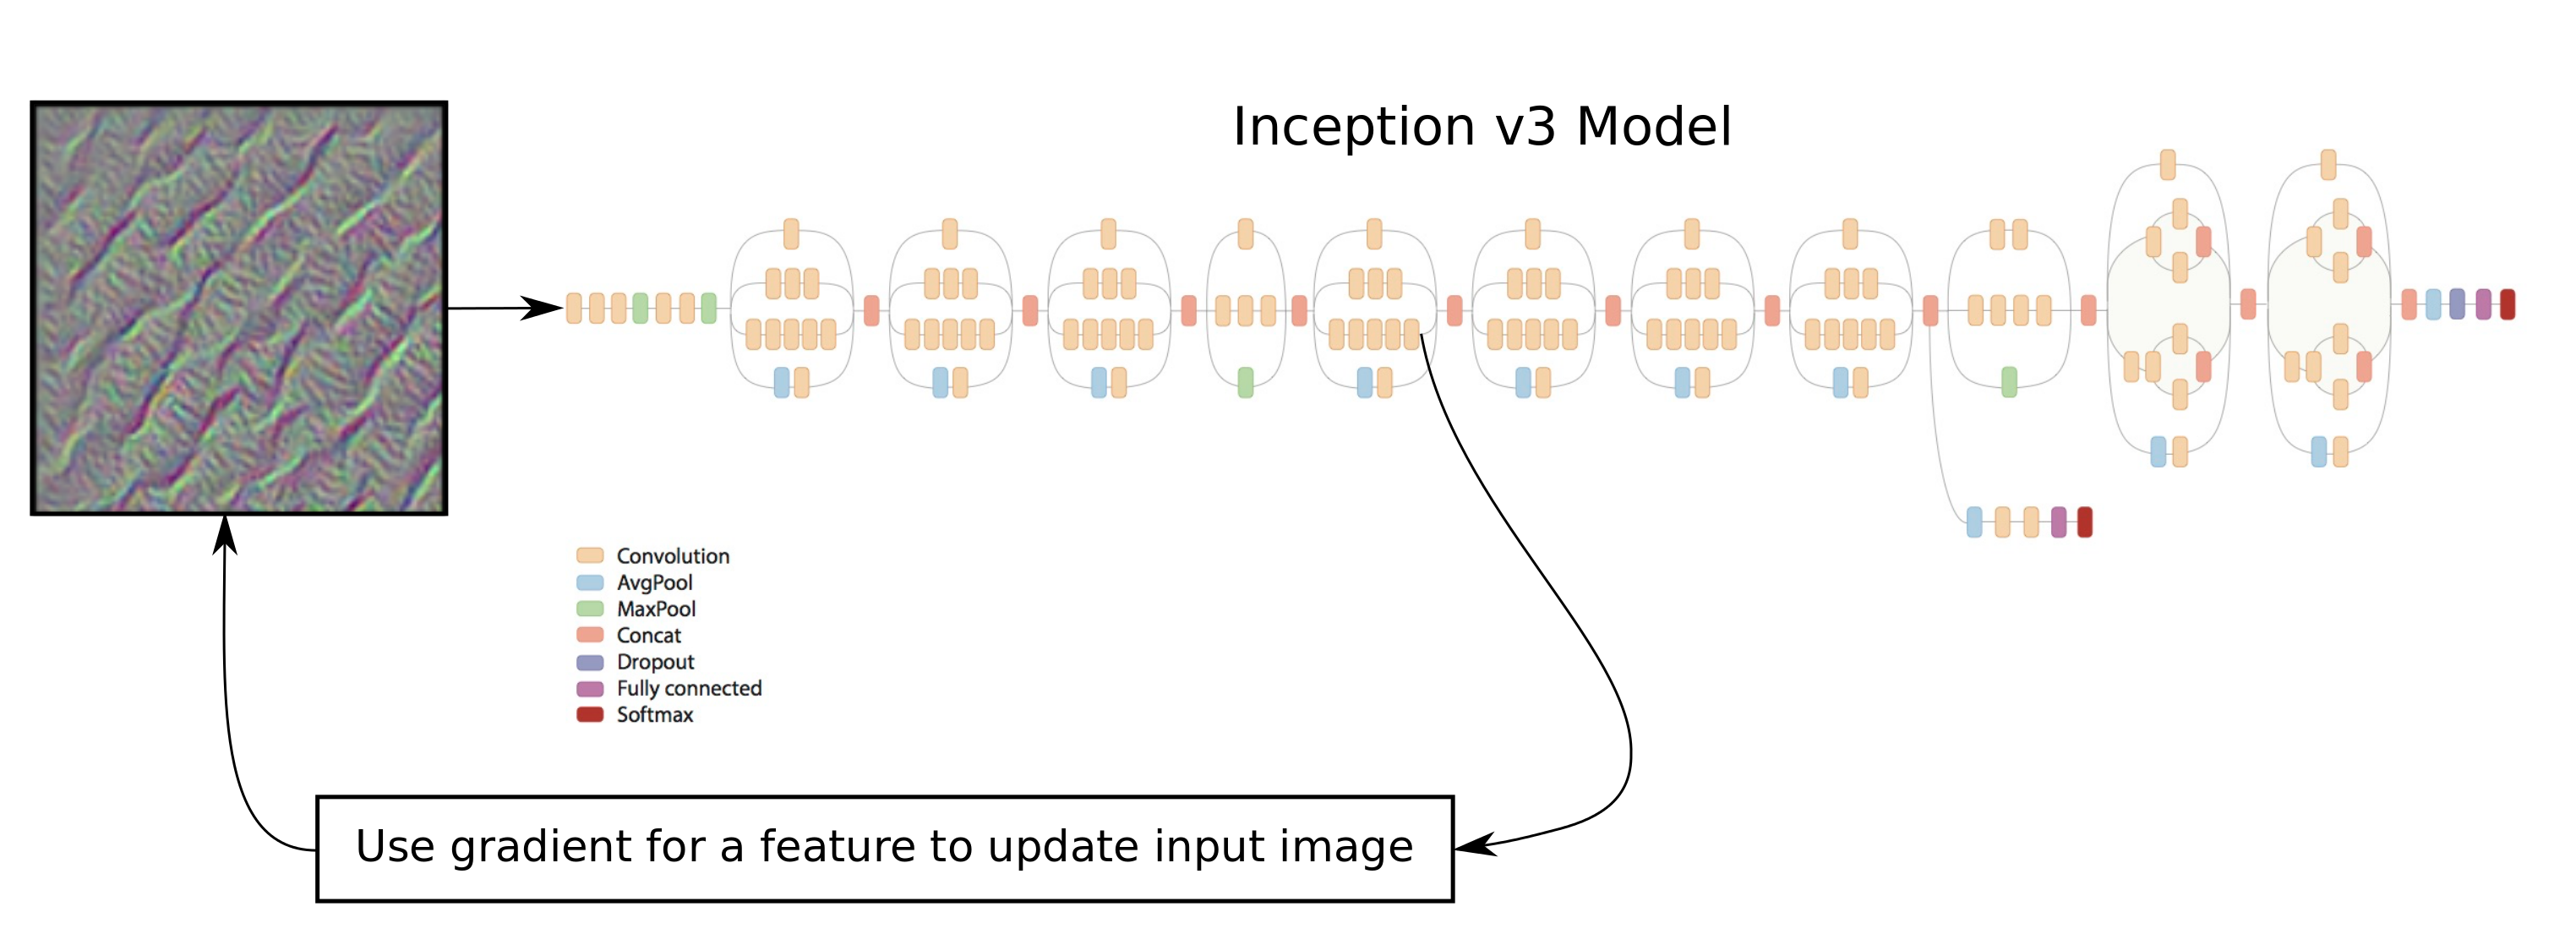 Inception v3 Model
Convolution
AvgPool
MaxPool
Concat
Dropout
Fully connected
Softmax
Use gradient for a feature to update input image